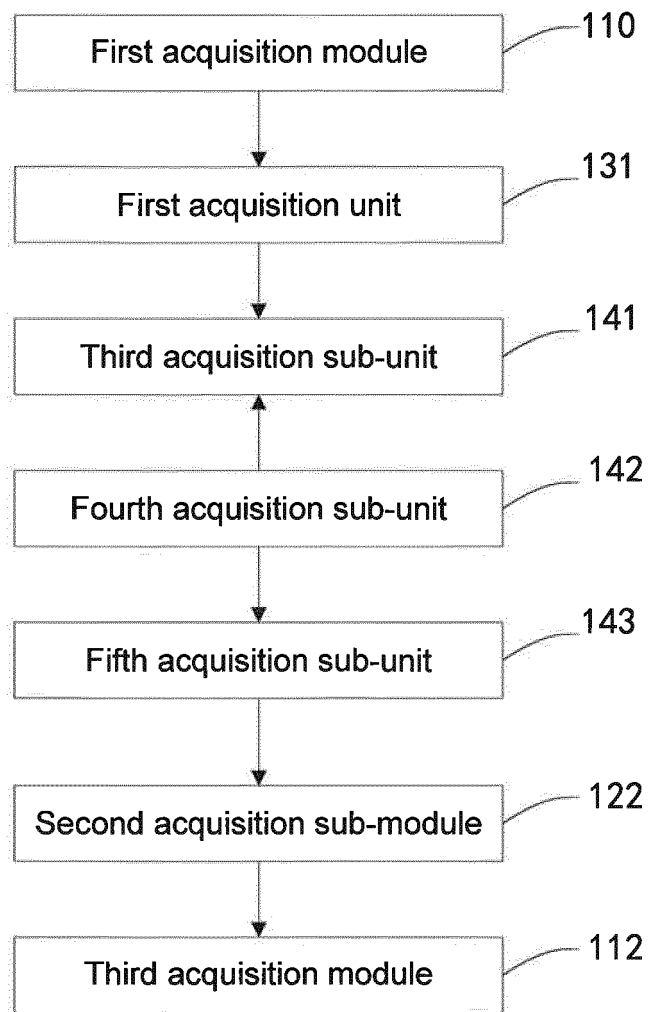 110
First acquisition module
131
First acquisition unit
141
Third acquisition sub-unit
142
Fourth acquisition sub-unit
143
Fifth acquisition sub-unit
122
Second acquisition sub-module
112
Third acquisition module